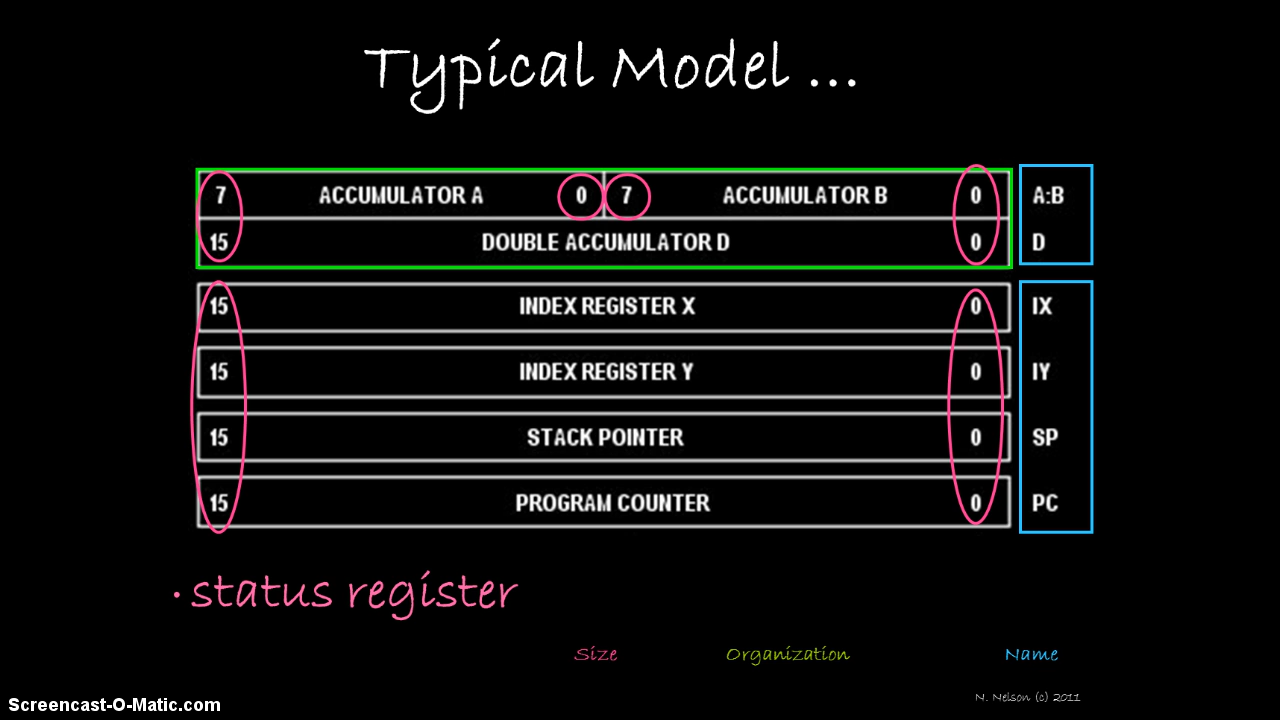 Typical Model ...
7 ACCUMULATOR A 0 7 ACCUMULATOR B 0 A:B
15 DOUBLE ACCUMULATOR D 0 D
15 INDEX REGISTER X 0 IX
15 INDEX REGISTER Y 0 IY
15 STACK POINTER 0 SP
15 PROGRAM COUNTER 0 PC
• status register
Size Organization Name
N. Nelson (c) 2011
Screencast-O-Matic.com